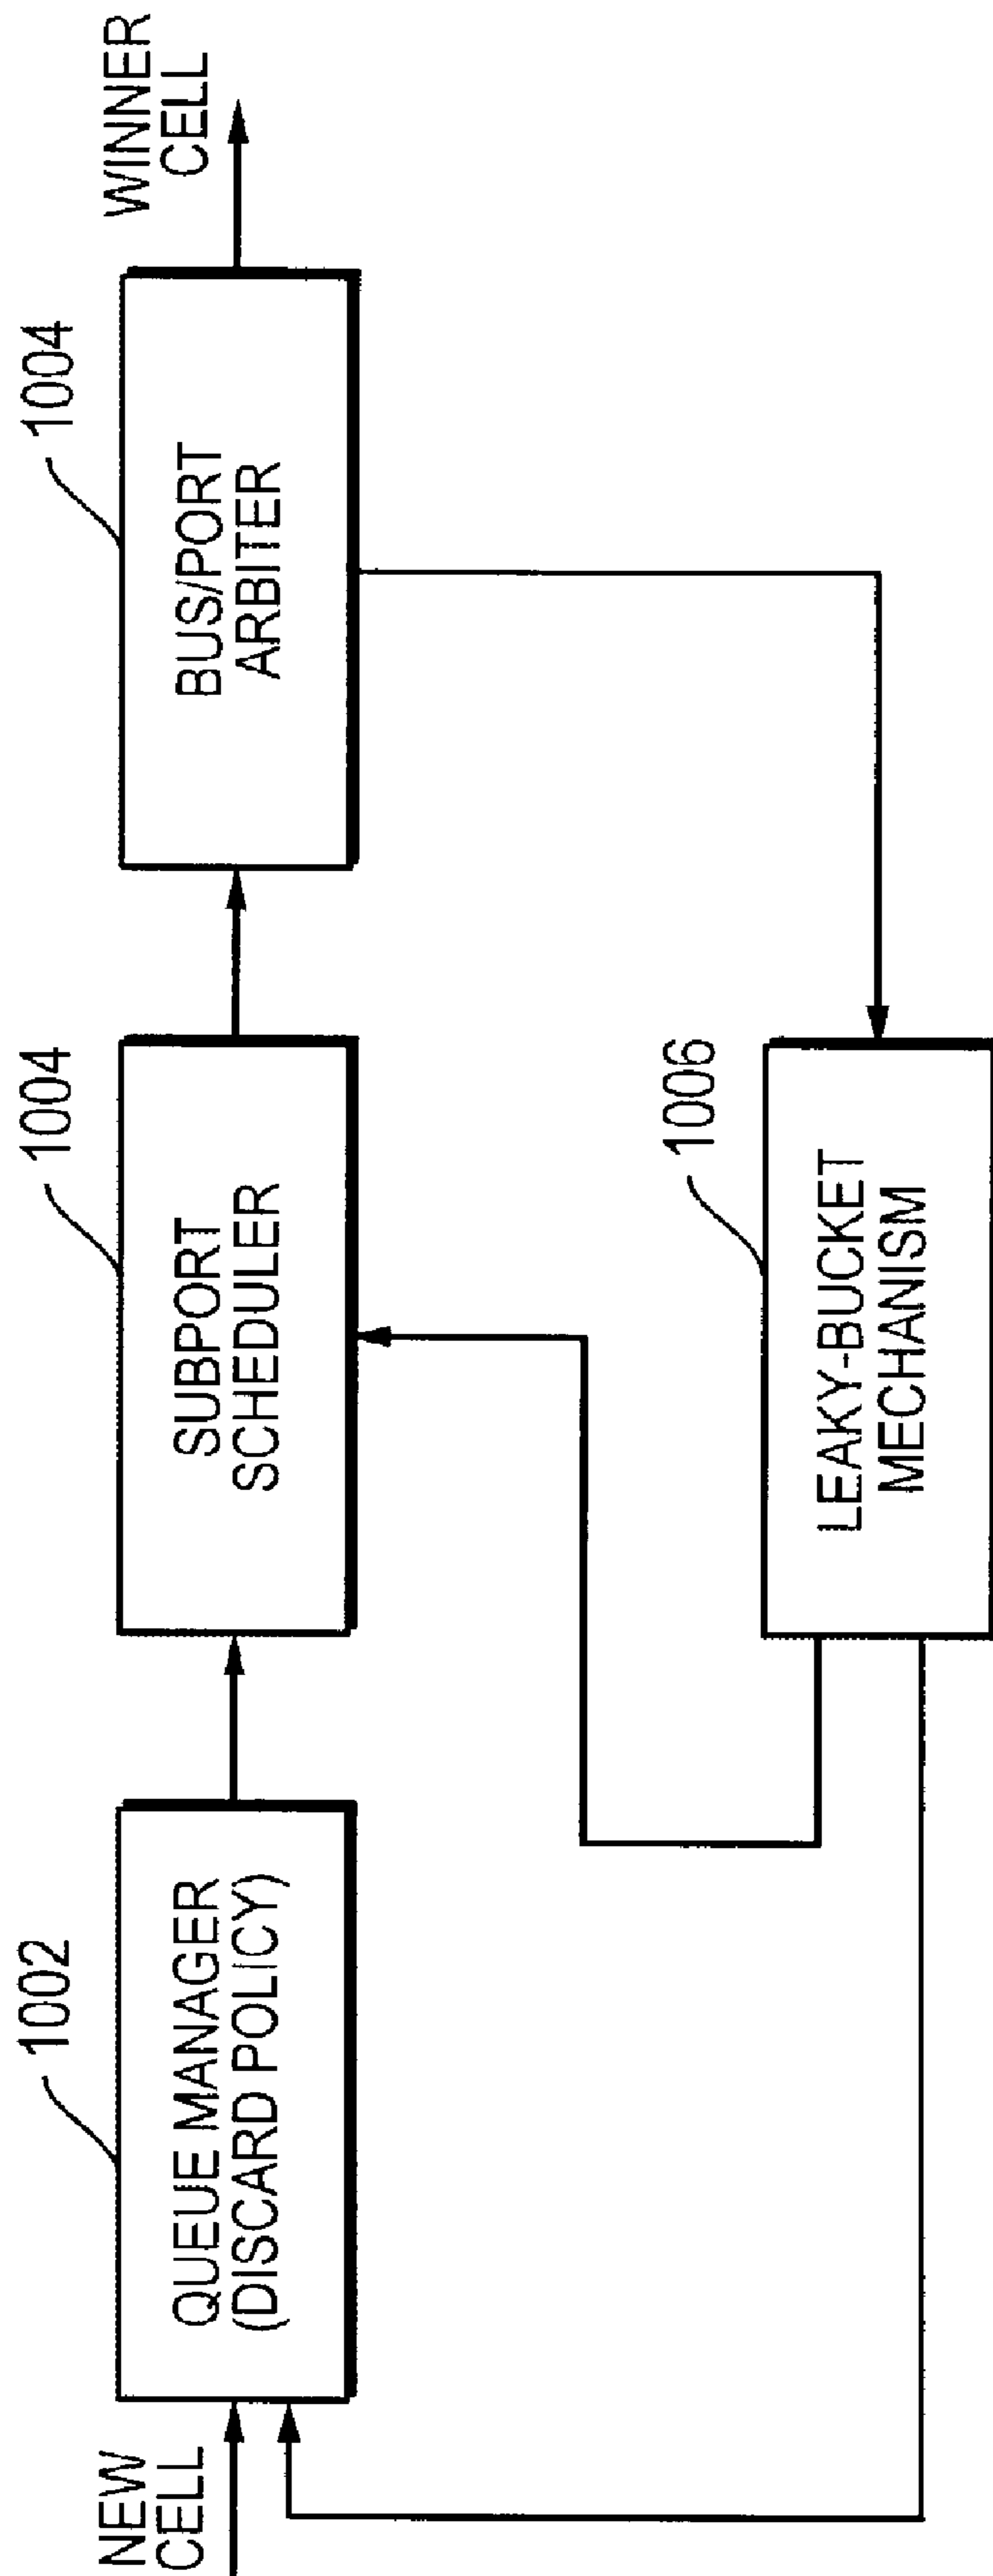 NEW
CELL
1002
QUEUE MANAGER
(DISCARD POLICY)
1004
SUBPORT
SCHEDULER
1004
BUS/PORT
ARBITER
WINNER
CELL
1006
LEAKY-BUCKET
MECHANISM